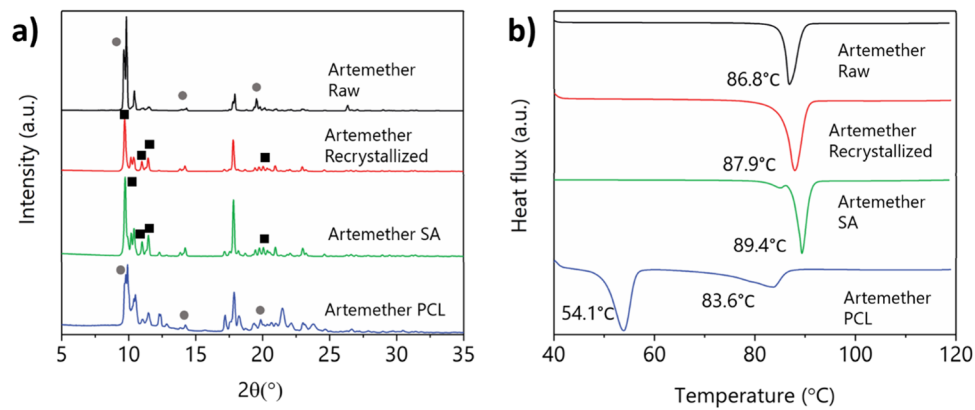 a)
Intensity (a.u.)
Artemether
Raw
Artemether
Recrystallized
Artemether SA
Artemether PCL
5 10 15 20 25 30 35
2θ(°)
b)
Heat flux (a.u.)
Artemether
Raw
86.8°C
Artemether
Recrystallized
87.9°C
Artemether
SA
89.4°C
54.1°C
83.6°C
Artemether
PCL
40 60 80 100 120
Temperature (°C)